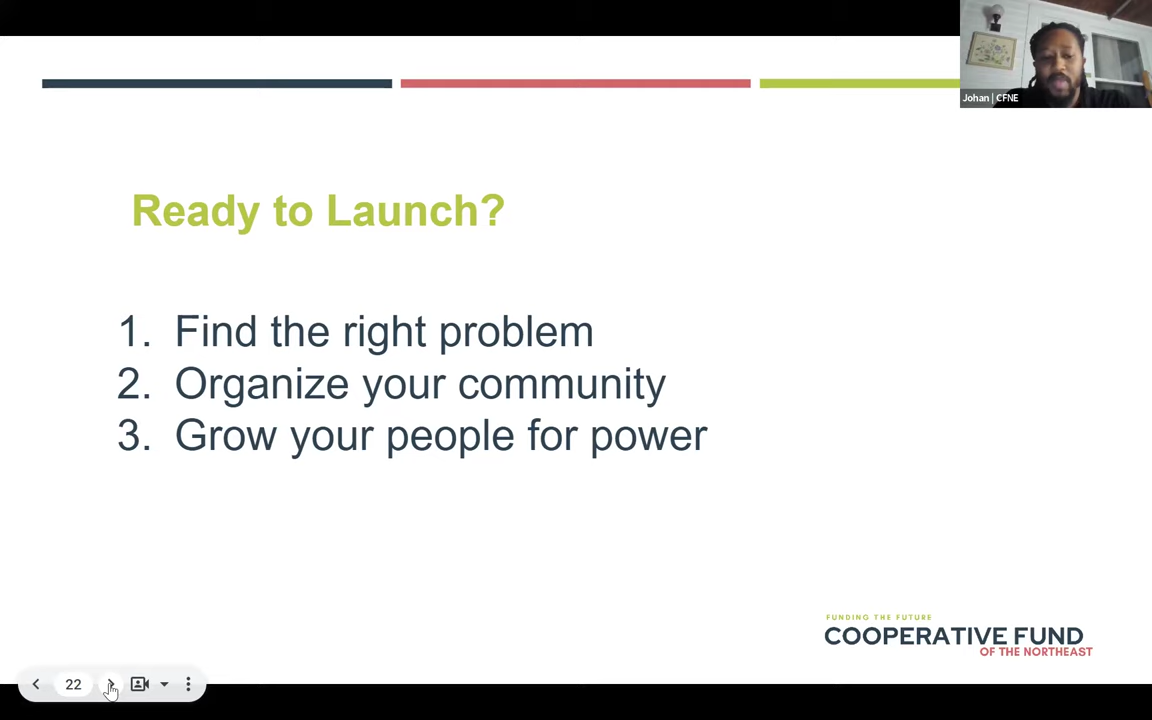 Johan | CFNE
Ready to Launch?
1. Find the right problem
2. Organize your community
3. Grow your people for power
FUNDING THE FUTURE
COOPERATIVE FUND
OF THE NORTHEAST
22